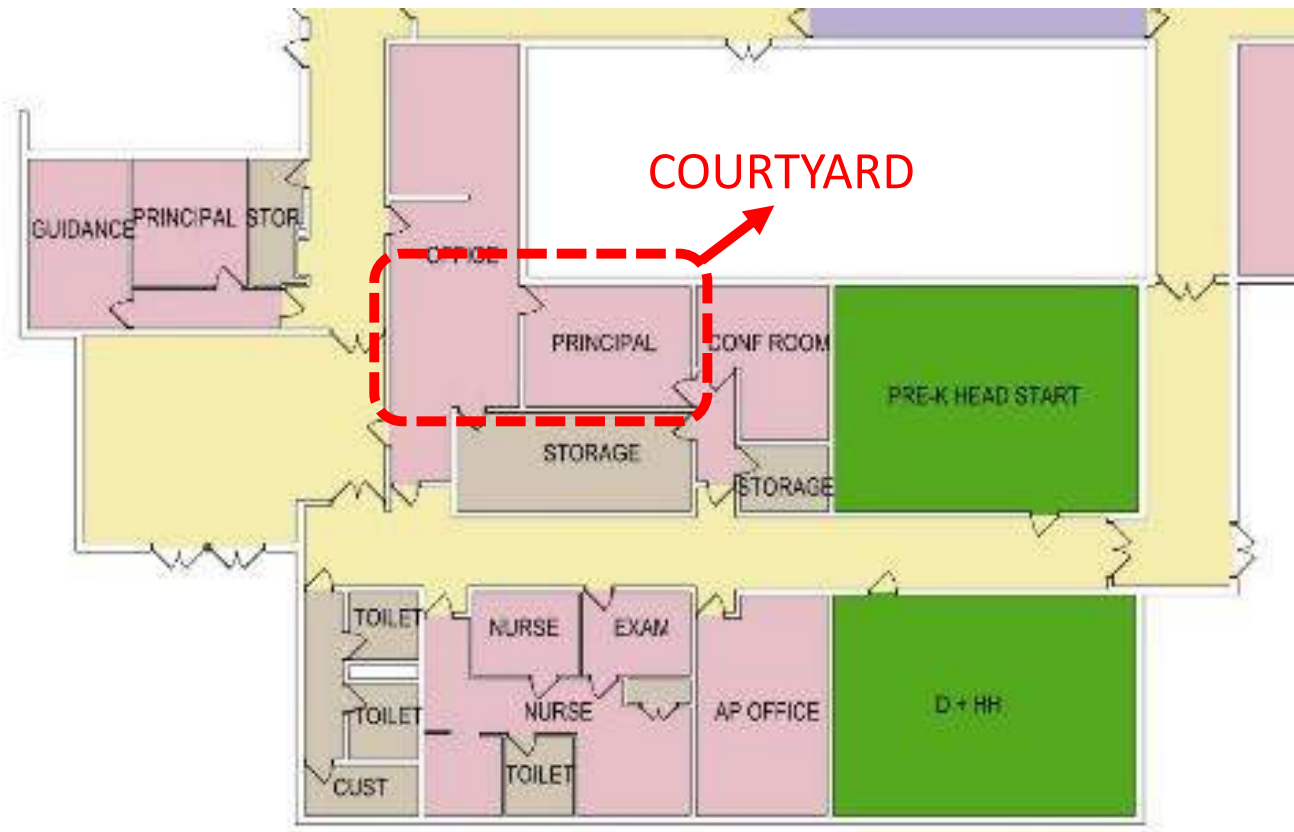 COURTYARD
GUIDANCE
PRINCIPAL
STOR
OFFICE
PRINCIPAL
CONF ROOM
PRE-K HEAD START
STORAGE
STORAGE
TOILET
NURSE
EXAM
TOILET
NURSE
AP OFFICE
D + HH
TOILET
CUST